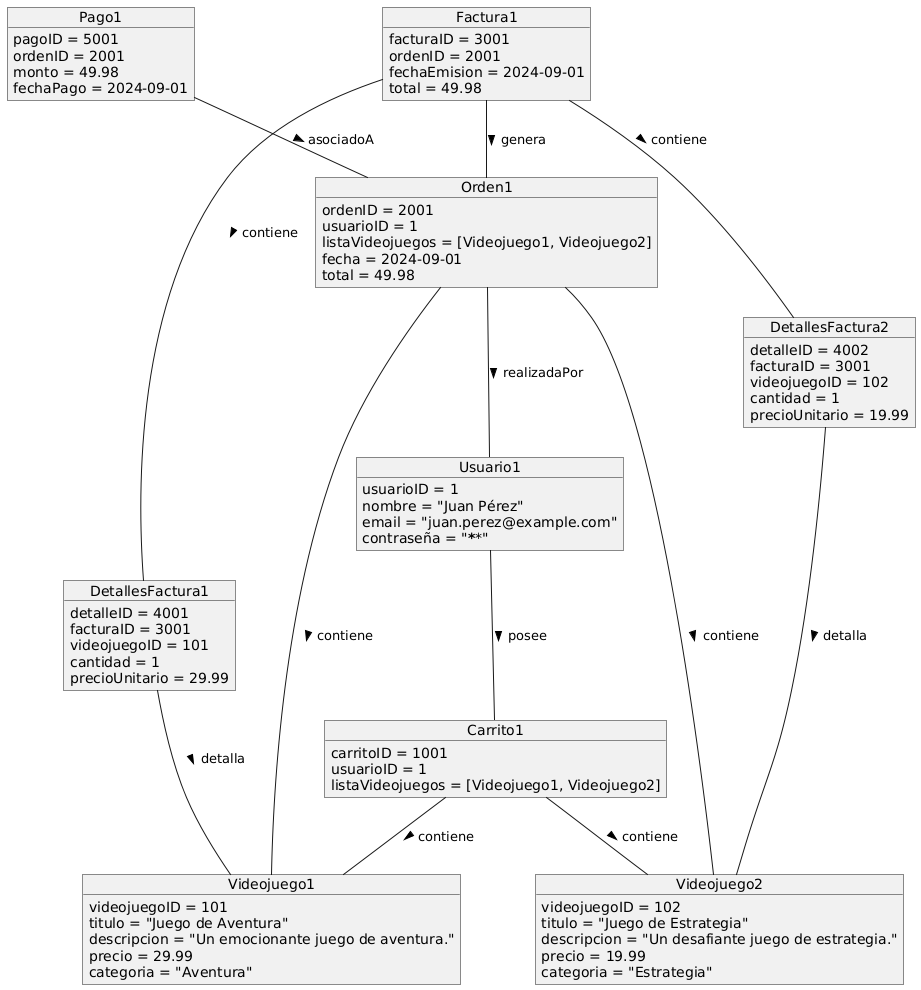 Pago1
pagoID = 5001
ordenID = 2001
monto = 49.98
fechaPago = 2024-09-01
Factura1
facturaID = 3001
ordenID = 2001
fechaEmision = 2024-09-01
total = 49.98
asociadoA
genera
contiene
Orden1
ordenID = 2001
usuarioID = 1
listaVideojuegos = [Videojuego1, Videojuego2]
fecha = 2024-09-01
total = 49.98
contiene
DetallesFactura2
detalleID = 4002
facturaID = 3001
videojuegoID = 102
cantidad = 1
precioUnitario = 19.99
realizadaPor
Usuario1
usuarioID = 1
nombre = "Juan Pérez"
email = "juan.perez@example.com"
contraseña = "**"
DetallesFactura1
detalleID = 4001
facturaID = 3001
videojuegoID = 101
cantidad = 1
precioUnitario = 29.99
contiene
posee
contiene
detalla
detalla
Carrito1
carritoID = 1001
usuarioID = 1
listaVideojuegos = [Videojuego1, Videojuego2]
contiene
contiene
Videojuego1
videojuegoID = 101
titulo = "Juego de Aventura"
descripcion = "Un emocionante juego de aventura."
precio = 29.99
categoria = "Aventura"
Videojuego2
videojuegoID = 102
titulo = "Juego de Estrategia"
descripcion = "Un desafiante juego de estrategia."
precio = 19.99
categoria = "Estrategia"